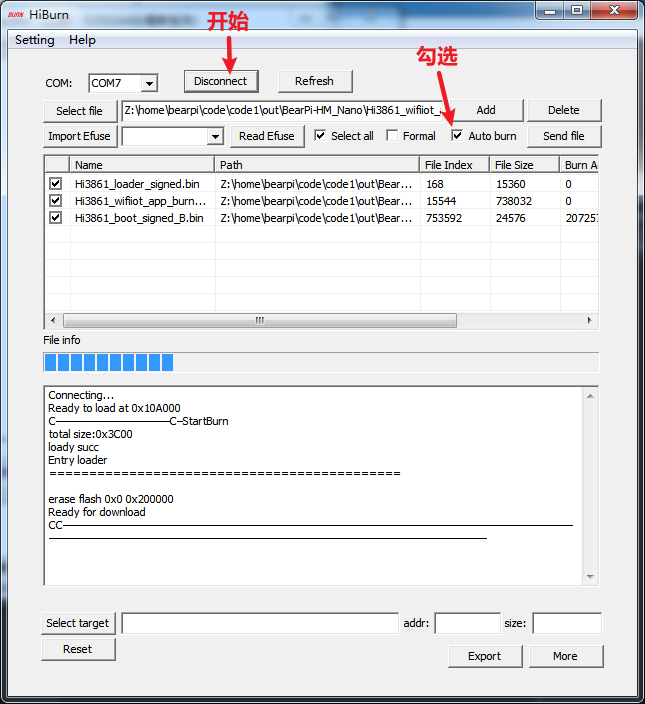 BURN HiBurn
开始
Setting Help
勾选
COM: COM7 Disconnect Refresh
Select file Z:\home\bearpi\code\code1\out\BearPi-HM_Nano\Hi3861_wifiiot_ Add Delete
Import Efuse Read Efuse Select all Formal Auto burn Send file
Name Path File Index File Size Burn A
Hi3861_loader_signed.bin Z:\home\bearpi\code\code1\out\Bear... 168 15360 0
Hi3861_wifiiot_app_burn... Z:\home\bearpi\code\code1\out\Bear... 15544 738032 0
Hi3861_boot_signed_B.bin Z:\home\bearpi\code\code1\out\Bear... 753592 24576 207257
File info
Connecting...
Ready to load at 0x10A000
C--------------------C-StartBurn
total size:0x3C00
loady succ
Entry loader
============================================
erase flash 0x0 0x200000
Ready for download
CC------------------------------------------------------------------------------------------
------------------------------------------------------------------------------
Select target addr: size:
Reset
Export More